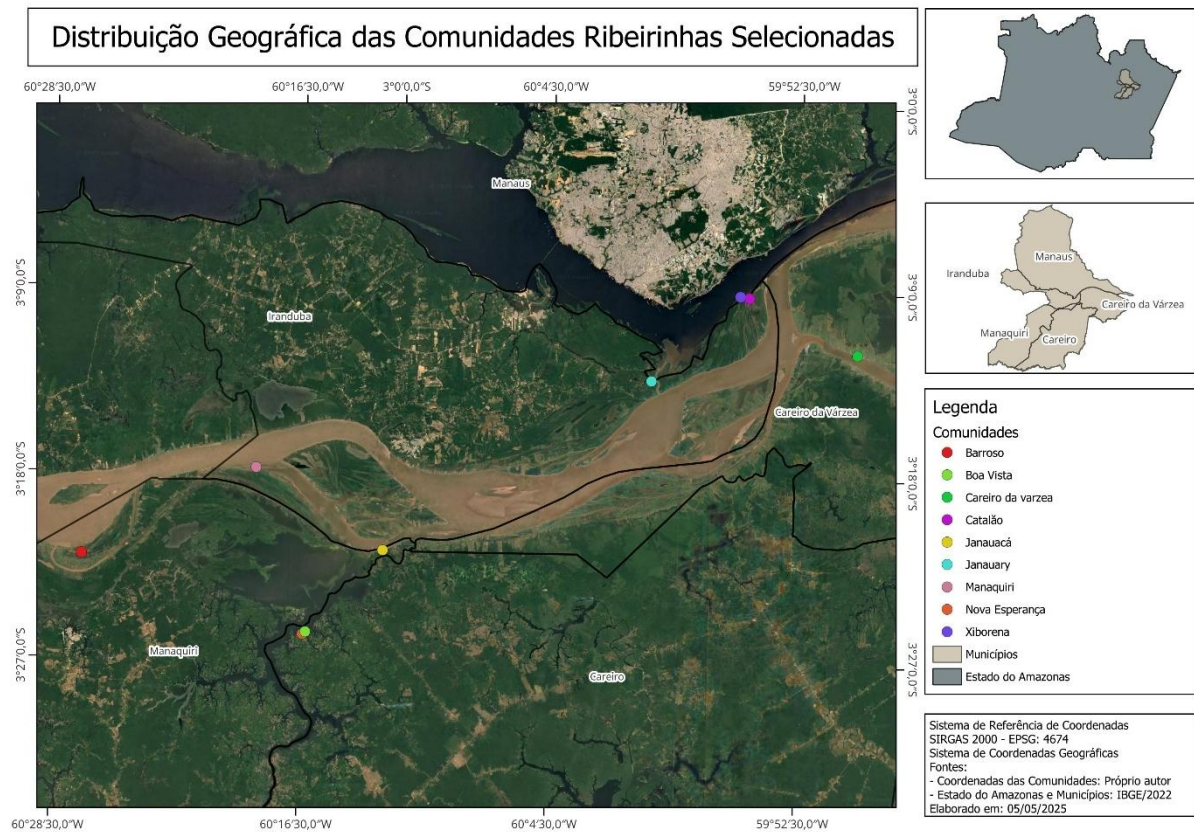 Distribuição Geográfica das Comunidades Ribeirinhas Selecionadas
60°28'30,0"W
60°16'30,0"W
3°0'0,0"S
60°4'30,0"W
59°52'30,0"W
3°0'0,0"S
Manaus
3°9'0,0"S
3°9'0,0"S
Iranduba
Careiro da Várzea
3°18'0,0"S
3°18'0,0"S
Manaquiri
3°27'0,0"S
3°27'0,0"S
Careiro
60°28'30,0"W
60°16'30,0"W
60°4'30,0"W
59°52'30,0"W
Manaus
Iranduba
Careiro da Várzea
Manaquiri
Careiro
Legenda
Comunidades
Barroso
Boa Vista
Careiro da varzea
Catalão
Janauacá
Janauary
Manaquiri
Nova Esperança
Xiborena
Municípios
Estado do Amazonas
Sistema de Referência de Coordenadas
SIRGAS 2000 - EPSG: 4674
Sistema de Coordenadas Geográficas
Fontes:
- Coordenadas das Comunidades: Próprio autor
- Estado do Amazonas e Municípios: IBGE/2022
Elaborado em: 05/05/2025